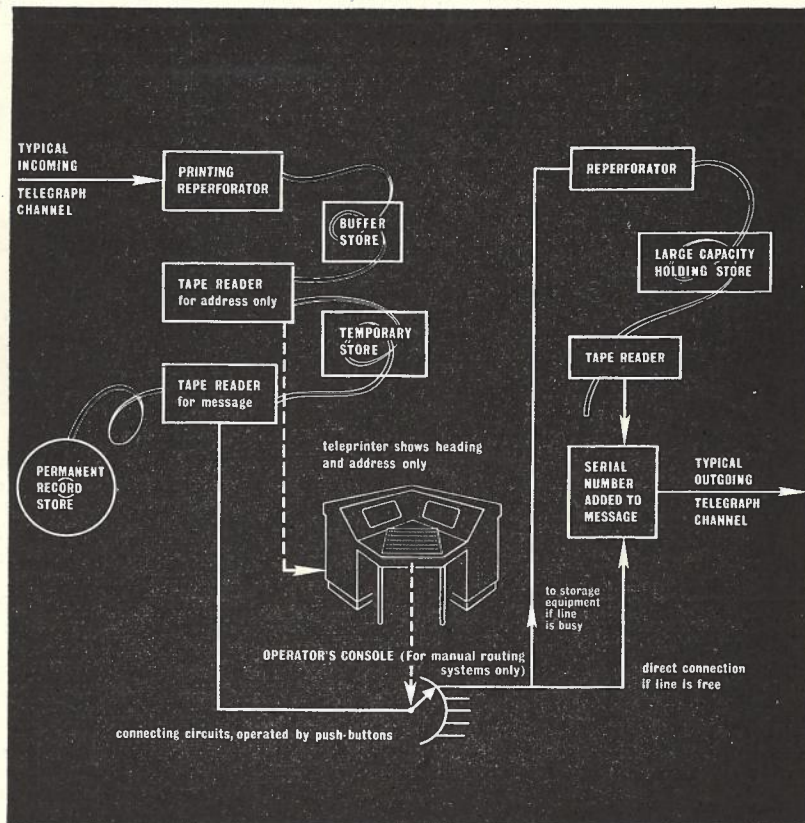 TYPICAL
INCOMING
TELEGRAPH
CHANNEL
PRINTING
REPERFORATOR
BUFFER
STORE
TAPE READER
for address only
TEMPORARY
STORE
TAPE READER
for message
PERMANENT
RECORD
STORE
teleprinter shows heading
and address only
OPERATOR'S CONSOLE (For manual routing
systems only)
connecting circuits, operated by push-buttons
REPERFORATOR
LARGE CAPACITY
HOLDING STORE
TAPE READER
SERIAL
NUMBER
ADDED TO
MESSAGE
TYPICAL
OUTGOING
TELEGRAPH
CHANNEL
to storage
equipment
if line
is busy
direct connection
if line is free